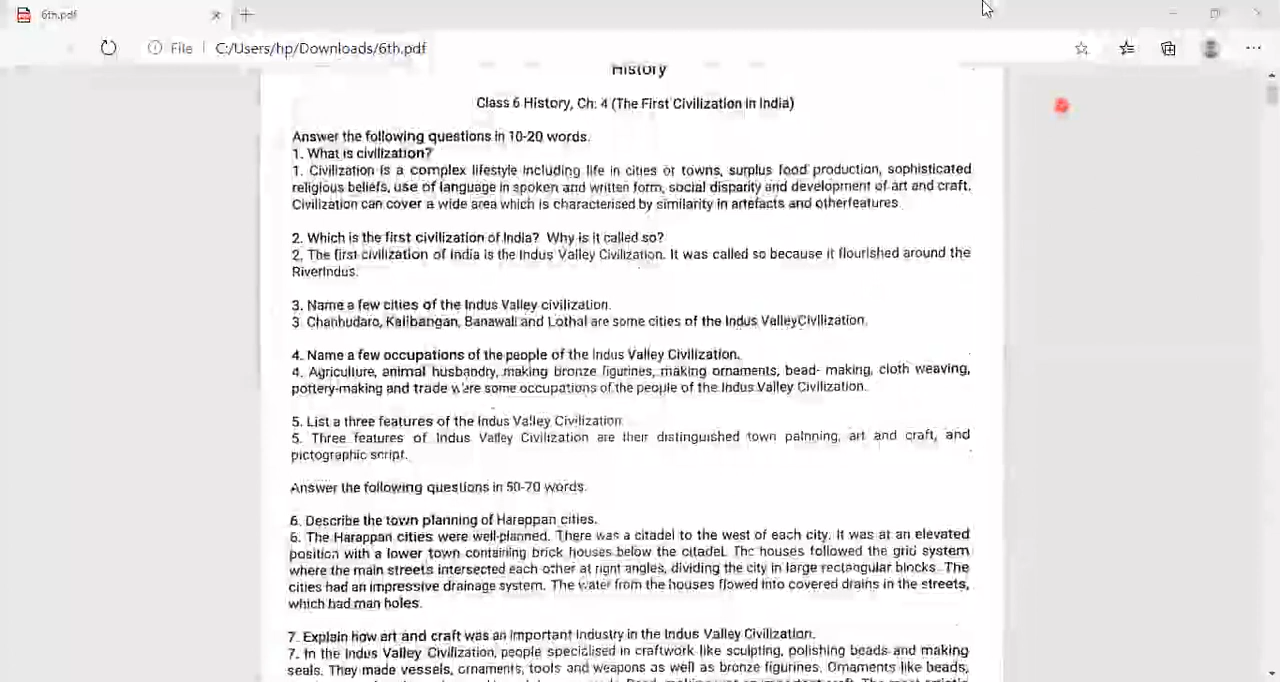 6th.pdf
File C:/Users/hp/Downloads/6th.pdf
History
Class 6 History, Ch: 4 (The First Civilization in India)
Answer the following questions in 10-20 words.
1. What is civilization?
1. Civilization is a complex lifestyle including life in cities or towns, surplus food production, sophisticated
religious beliefs, use of language in spoken and written form, social disparity and development of art and craft.
Civilization can cover a wide area which is characterised by similarity in artefacts and otherfeatures
2. Which is the first civilization of India? Why is it called so?
2. The first civilization of india is the Indus Valley Civilization. It was called so because it flourished around the
RiverIndus.
3. Name a few cities of the Indus Valley civilization.
3 Chanhudaro, Kalibangan, Banawali and Lothal are some cities of the Indus ValleyCivilization.
4. Name a few occupations of the people of the Indus Valley Civilization.
4. Agriculture, animal husbandry, making bronze figurines, making ornaments, bead- making, cloth weaving,
pottery-making and trade were some occupations of the people of the Indus Valley Civilization.
5. List a three features of the Indus Valley Civilization
5. Three features of Indus Valley Civilization are their distinguished town palnning, art and craft, and
pictographic script.
Answer the following questions in 50-70 words.
6. Describe the town planning of Harappan cities.
6. The Harappan cities were well-planned. There was a citadel to the west of each city. It was at an elevated
position with a lower town containing brick houses below the citadel. The houses followed the grid system
where the main streets intersected each other at right angles, dividing the city in large rectangular blocks. The
cities had an impressive drainage system. The water from the houses flowed into covered drains in the streets,
which had man holes.
7. Explain how art and craft was an important industry in the Indus Valley Civilization.
7. In the Indus Valley Civilization, people specialised in craftwork like sculpting, polishing beads and making
seals. They made vessels, ornaments, tools and weapons as well as bronze figurines. Ornaments like beads,